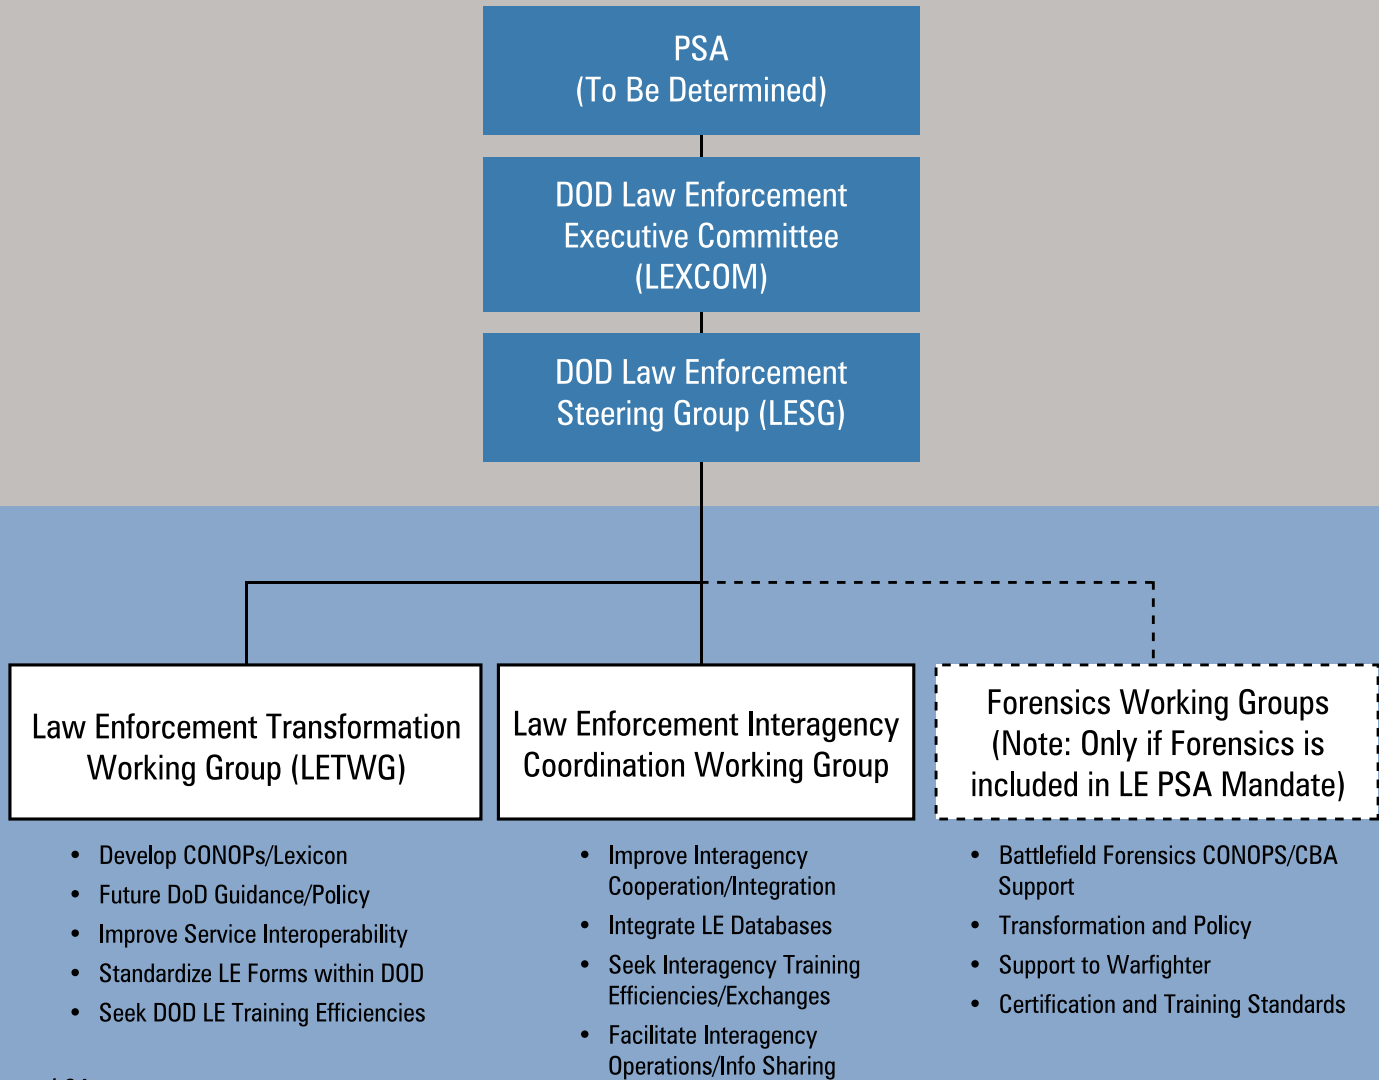 PSA
(To Be Determined)
DOD Law Enforcement
Executive Committee
(LEXCOM)
DOD Law Enforcement
Steering Group (LESG)
Law Enforcement Transformation
Working Group (LETWG)
• Develop CONOPs/Lexicon
• Future DoD Guidance/Policy
• Improve Service Interoperability
• Standardize LE Forms within DOD
• Seek DOD LE Training Efficiencies
Law Enforcement Interagency
Coordination Working Group
• Improve Interagency
Cooperation/Integration
• Integrate LE Databases
• Seek Interagency Training
Efficiencies/Exchanges
• Facilitate Interagency
Operations/Info Sharing
Forensics Working Groups
(Note: Only if Forensics is
included in LE PSA Mandate)
• Battlefield Forensics CONOPS/CBA
Support
• Transformation and Policy
• Support to Warfighter
• Certification and Training Standards